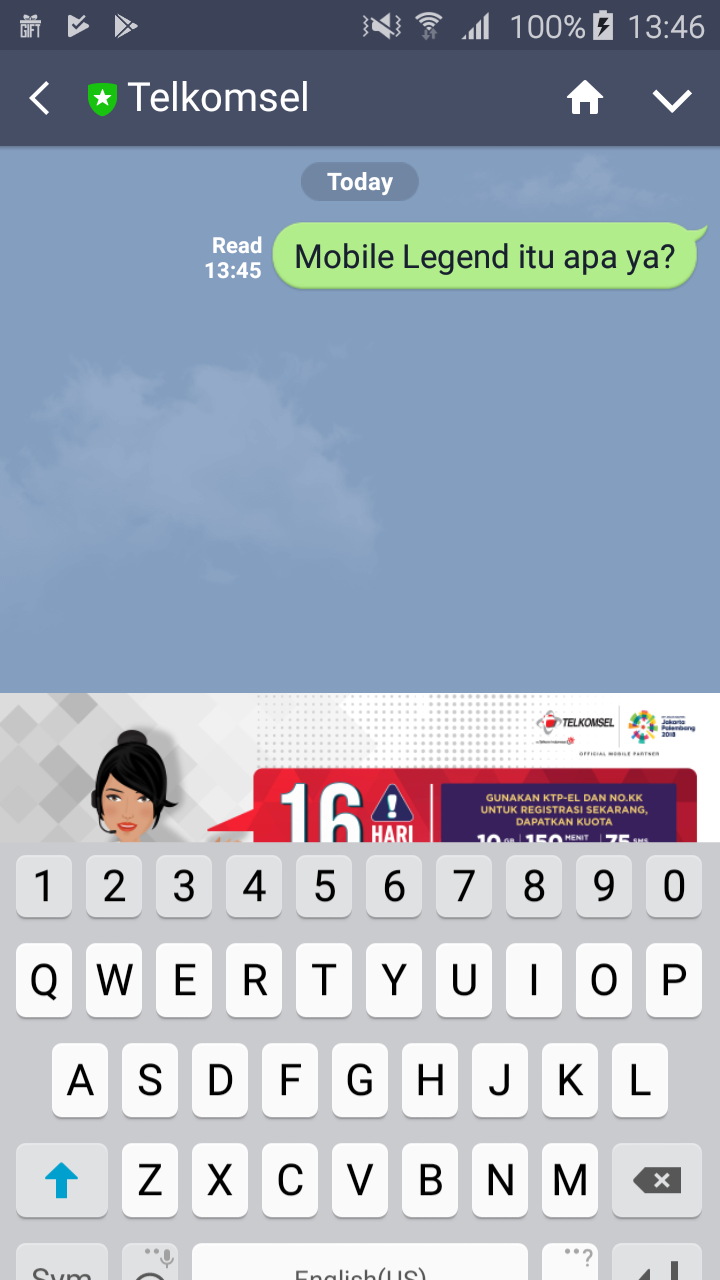 GIFT
100%
13:46
Telkomsel
Today
Read
13:45
Mobile Legend itu apa ya?
TELKOMSEL
Jakarta
Palembang
2018
OFFICIAL MOBILE PARTNER
16
HARI
GUNAKAN KTP-EL DAN NO.KK
UNTUK REGISTRASI SEKARANG,
DAPATKAN KUOTA
10 GB 150 MENIT 75 SMS
1 2 3 4 5 6 7 8 9 0
Q W E R T Y U I O P
A S D F G H J K L
Z X C V B N M
Sym
English(US)
?